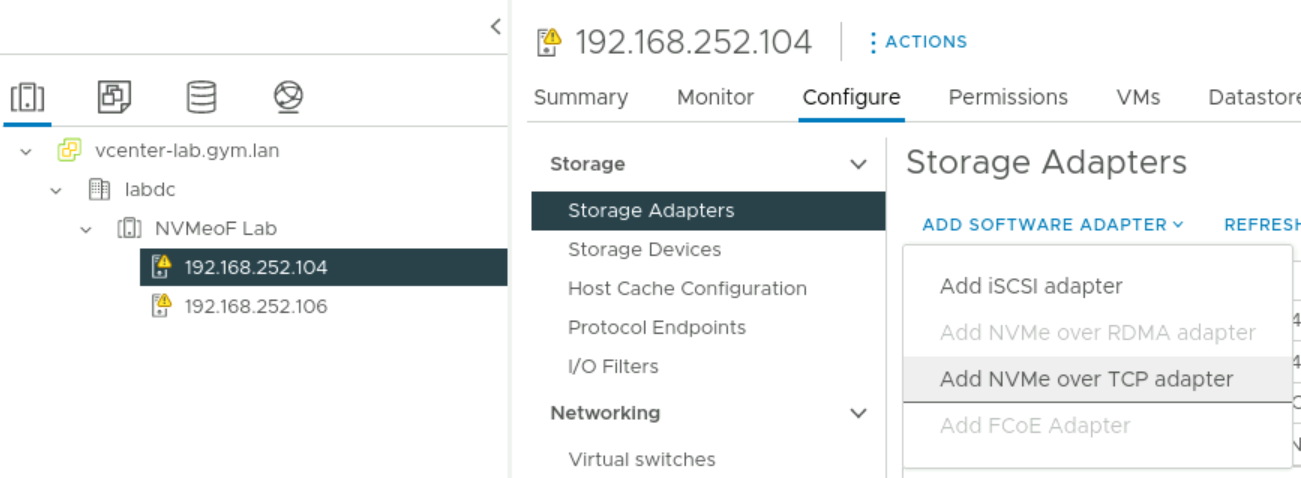 192.168.252.104
ACTIONS
Summary Monitor Configure Permissions VMs
vcenter-lab.gym.lan
labdc
NVMeoF Lab
192.168.252.104
192.168.252.106
Storage
Storage Adapters
Storage Devices
Host Cache Configuration
Protocol Endpoints
I/O Filters
Networking
Virtual switches
Storage Adapters
ADD SOFTWARE ADAPTER REFRESH
Add iSCSI adapter
Add NVMe over RDMA adapter
Add NVMe over TCP adapter
Add FCoE Adapter